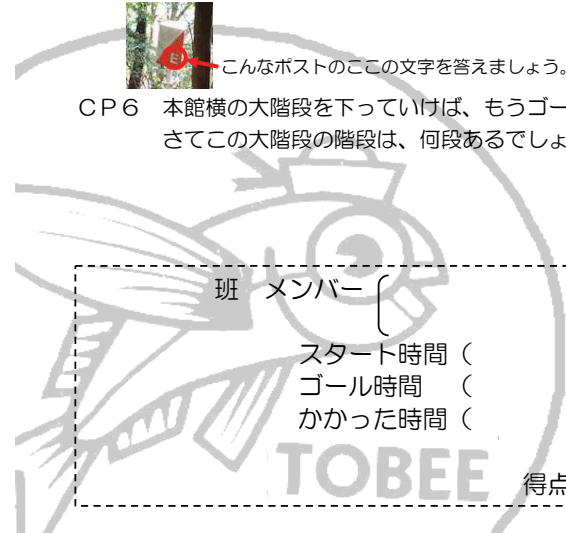 E
こんなポストのここの文字を答えましょう。
CP6 本館横の大階段を下っていけば、もうゴー
さてこの大階段の階段は、何段あるでしょ
班 メンバー
スタート時間（
ゴール時間 （
かかった時間（
TOBEE
得点